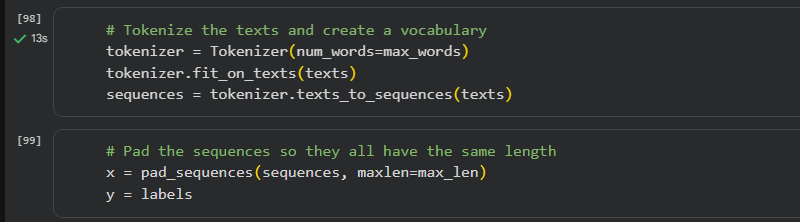 [98]
13s
# Tokenize the texts and create a vocabulary
tokenizer = Tokenizer(num_words=max_words)
tokenizer.fit_on_texts(texts)
sequences = tokenizer.texts_to_sequences(texts)
[99]
# Pad the sequences so they all have the same length
x = pad_sequences(sequences, maxlen=max_len)
y = labels